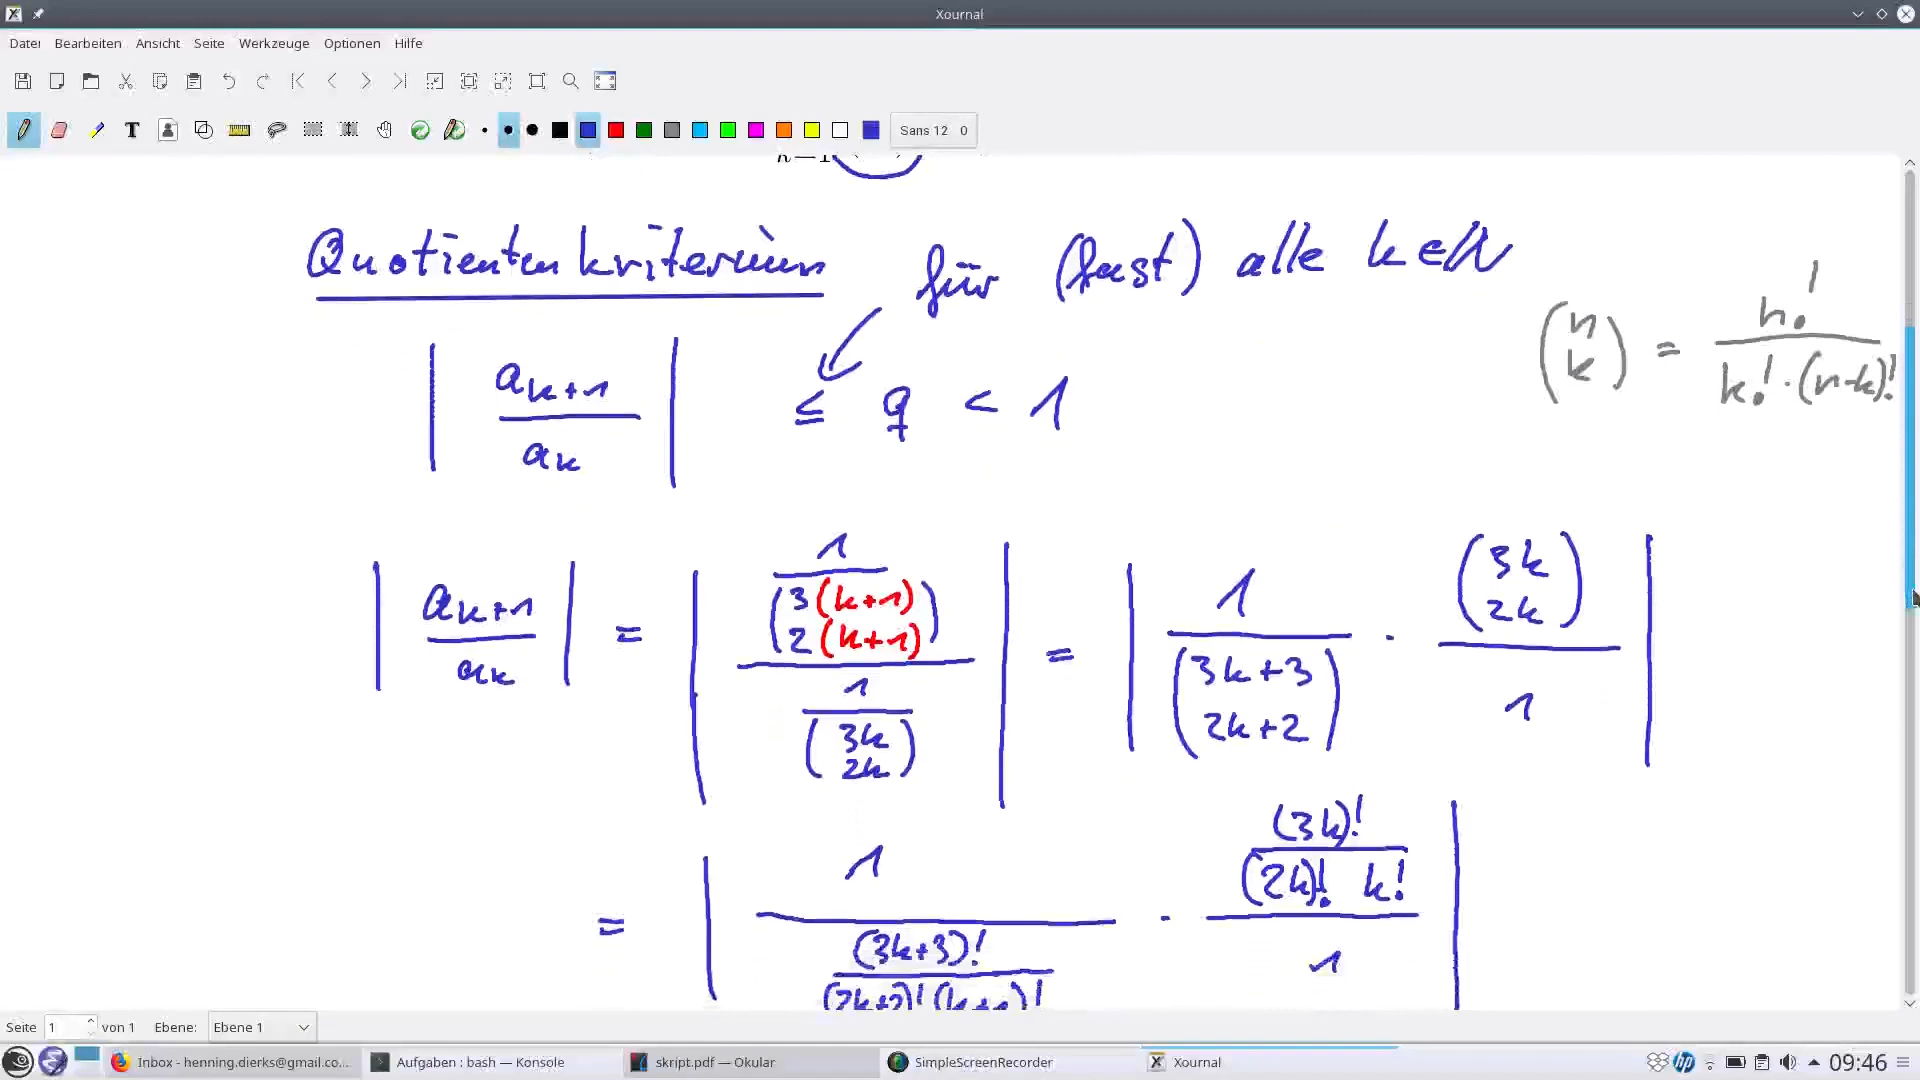 Xournal
Datei Bearbeiten Ansicht Seite Werkzeuge Optionen Hilfe
Sans 12 0
Quotientenkriterium für (fast) alle k ∈ ℕ
| a_{k+1} / a_k | ≤ q < 1
(n k) = n! / (k! · (n-k)!)
| a_{k+1} / a_k | = | (1 / (3(k+1) 2(k+1))) / (1 / (3k 2k)) | = | 1 / (3k+3 2k+2) · (3k 2k) / 1 |
= | 1 / ((3k+3)! / ((2k+2)! (k+1)!)) · ((3k)! / ((2k)! k!)) / 1 |
Seite 1 von 1 Ebene: Ebene 1
Inbox - henning.dierks@gmail.co... Aufgaben : bash — Konsole skript.pdf — Okular SimpleScreenRecorder Xournal 09:46